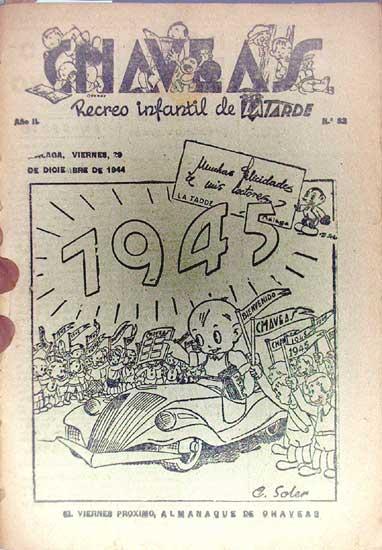 CHAVEAS
Recreo infantil de LA TARDE
Año II.
N.º 52
MALAGA, VIERNES, 29
DE DICIEMBRE DE 1944
Muchas felicidades
a mis lectores
LA TARDE
Málaga
1945
BIENVENIDO
CHAVEAS
1945
E. Soler
EL VIERNES PROXIMO, ALMANAQUE DE CHAVEAS